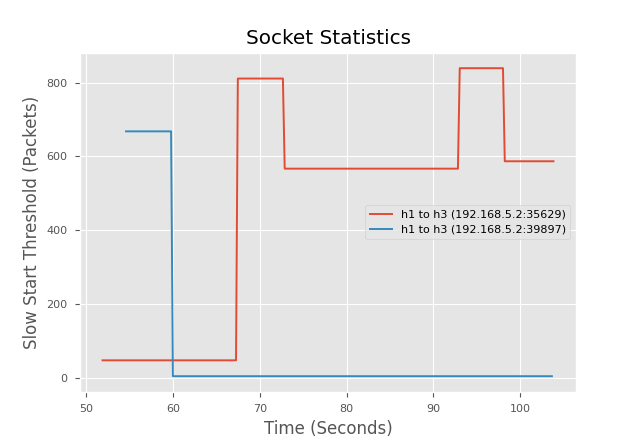 Socket Statistics
Slow Start Threshold (Packets)
800
600
400
200
0
h1 to h3 (192.168.5.2:35629)
h1 to h3 (192.168.5.2:39897)
50 60 70 80 90 100
Time (Seconds)